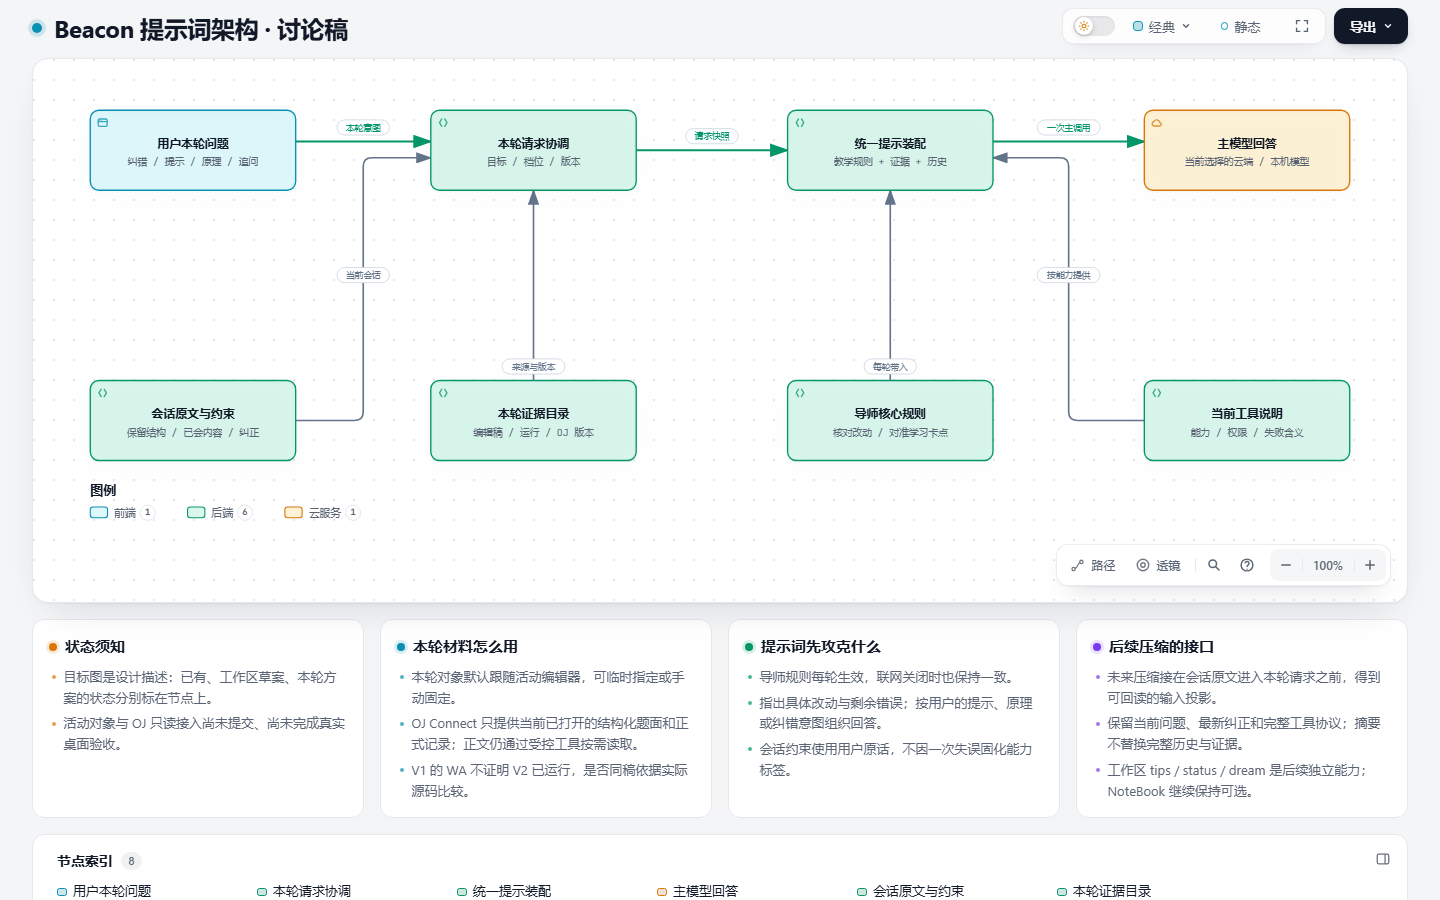 Beacon 提示词架构 · 讨论稿
经典
静态
导出
用户本轮问题
纠错 / 提示 / 原理 / 追问
本轮意图
本轮请求协调
目标 / 档位 / 版本
请求快照
统一提示装配
教学规则 + 证据 + 历史
一次主调用
主模型回答
当前选择的云端 / 本机模型
当前会话
按能力提供
来源与版本
每轮带入
会话原文与约束
保留结构 / 已会内容 / 纠正
本轮证据目录
编辑稿 / 运行 / OJ 版本
导师核心规则
核对改动 / 对准学习卡点
当前工具说明
能力 / 权限 / 失败含义
图例
前端 1
后端 6
云服务 1
路径
透镜
100%
状态须知
目标图是设计描述：已有、工作区草案、本轮方
案的状态分别标在节点上。
活动对象与 OJ 只读接入尚未提交、尚未完成真实
桌面验收。
本轮材料怎么用
本轮对象默认跟随活动编辑器，可临时指定或手
动固定。
OJ Connect 只提供当前已打开的结构化题面和正
式记录；正文仍通过受控工具按需读取。
V1 的 WA 不证明 V2 已运行，是否同稿依据实际
源码比较。
提示词先攻克什么
导师规则每轮生效，联网关闭时也保持一致。
指出具体改动与剩余错误；按用户的提示、原理
或纠错意图组织回答。
会话约束使用用户原话，不因一次失误固化能力
标签。
后续压缩的接口
未来压缩接在会话原文进入本轮请求之前，得到
可回读的输入投影。
保留当前问题、最新纠正和完整工具协议；摘要
不替换完整历史与证据。
工作区 tips / status / dream 是后续独立能力；
NoteBook 继续保持可选。
节点索引 8
用户本轮问题
本轮请求协调
统一提示装配
主模型回答
会话原文与约束
本轮证据目录